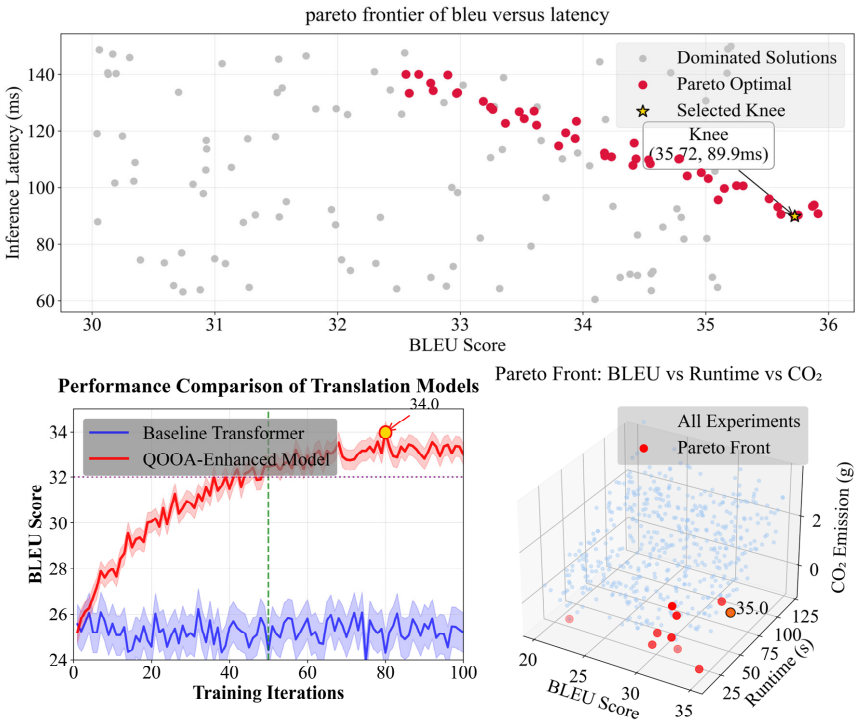 pareto frontier of bleu versus latency
Inference Latency (ms)
140
120
100
80
60
Dominated Solutions
Pareto Optimal
Selected Knee
Knee
(35.72, 89.9ms)
30 31 32 33 34 35 36
BLEU Score
Performance Comparison of Translation Models
34.0
BLEU Score
34
32
30
28
26
24
Baseline Transformer
QOOA-Enhanced Model
0 20 40 60 80 100
Training Iterations
Pareto Front: BLEU vs Runtime vs CO₂
All Experiments
Pareto Front
CO₂ Emission (g)
2
0
35.0
125
100
75
50
25
Runtime (s)
20
25
30
35
BLEU Score